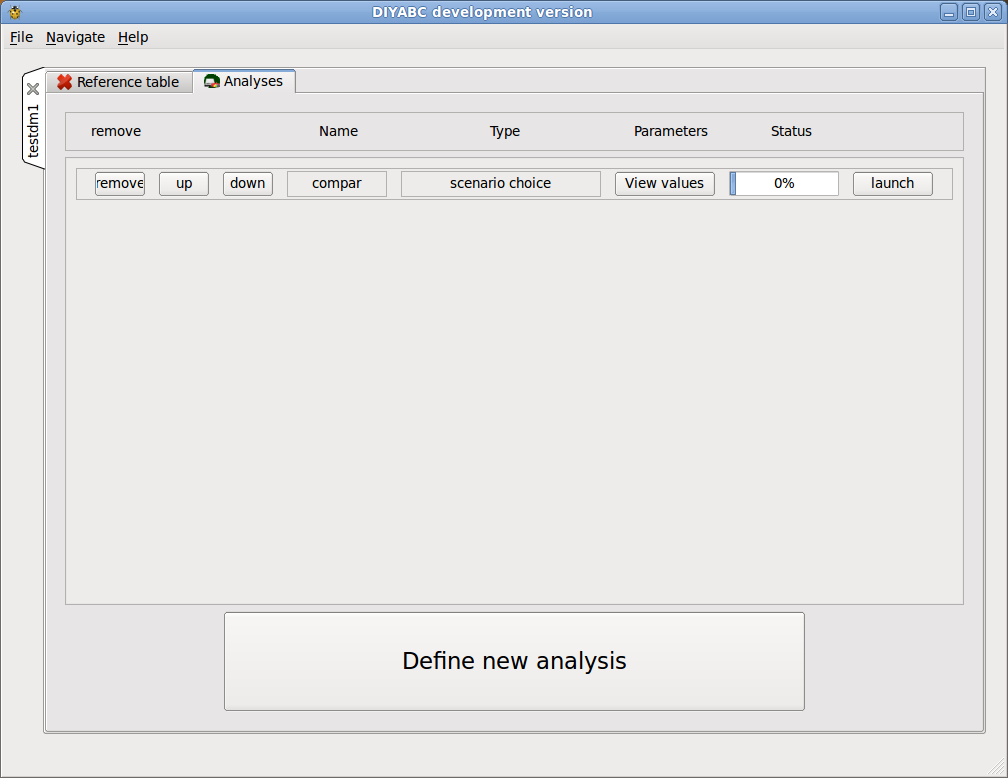 DIYABC development version
File Navigate Help
testdm1
Reference table Analyses
remove Name Type Parameters Status
remove up down compar scenario choice View values 0% launch
Define new analysis